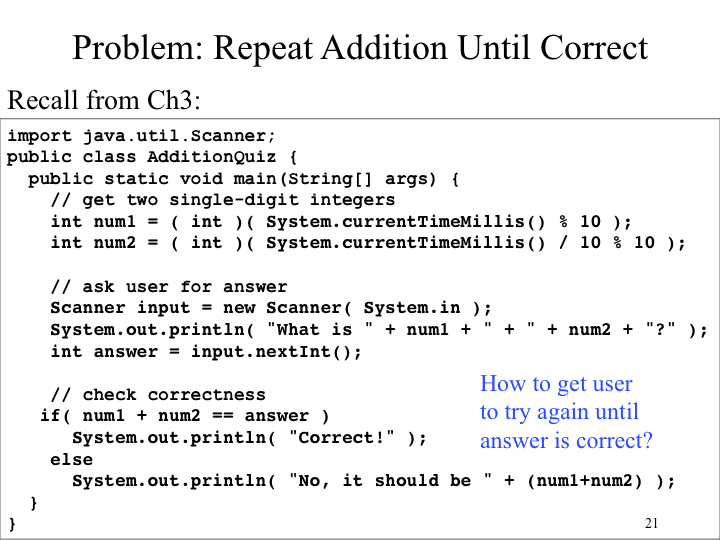 Problem: Repeat Addition Until Correct
Recall from Ch3:
import java.util.Scanner;
public class AdditionQuiz {
  public static void main(String[] args) {
    // get two single-digit integers
    int num1 = ( int )( System.currentTimeMillis() % 10 );
    int num2 = ( int )( System.currentTimeMillis() / 10 % 10 );

    // ask user for answer
    Scanner input = new Scanner( System.in );
    System.out.println( "What is " + num1 + " + " + num2 + "?" );
    int answer = input.nextInt();

    // check correctness
   if( num1 + num2 == answer )
      System.out.println( "Correct!" );
    else
      System.out.println( "No, it should be " + (num1+num2) );
  }
}
How to get user
to try again until
answer is correct?
21